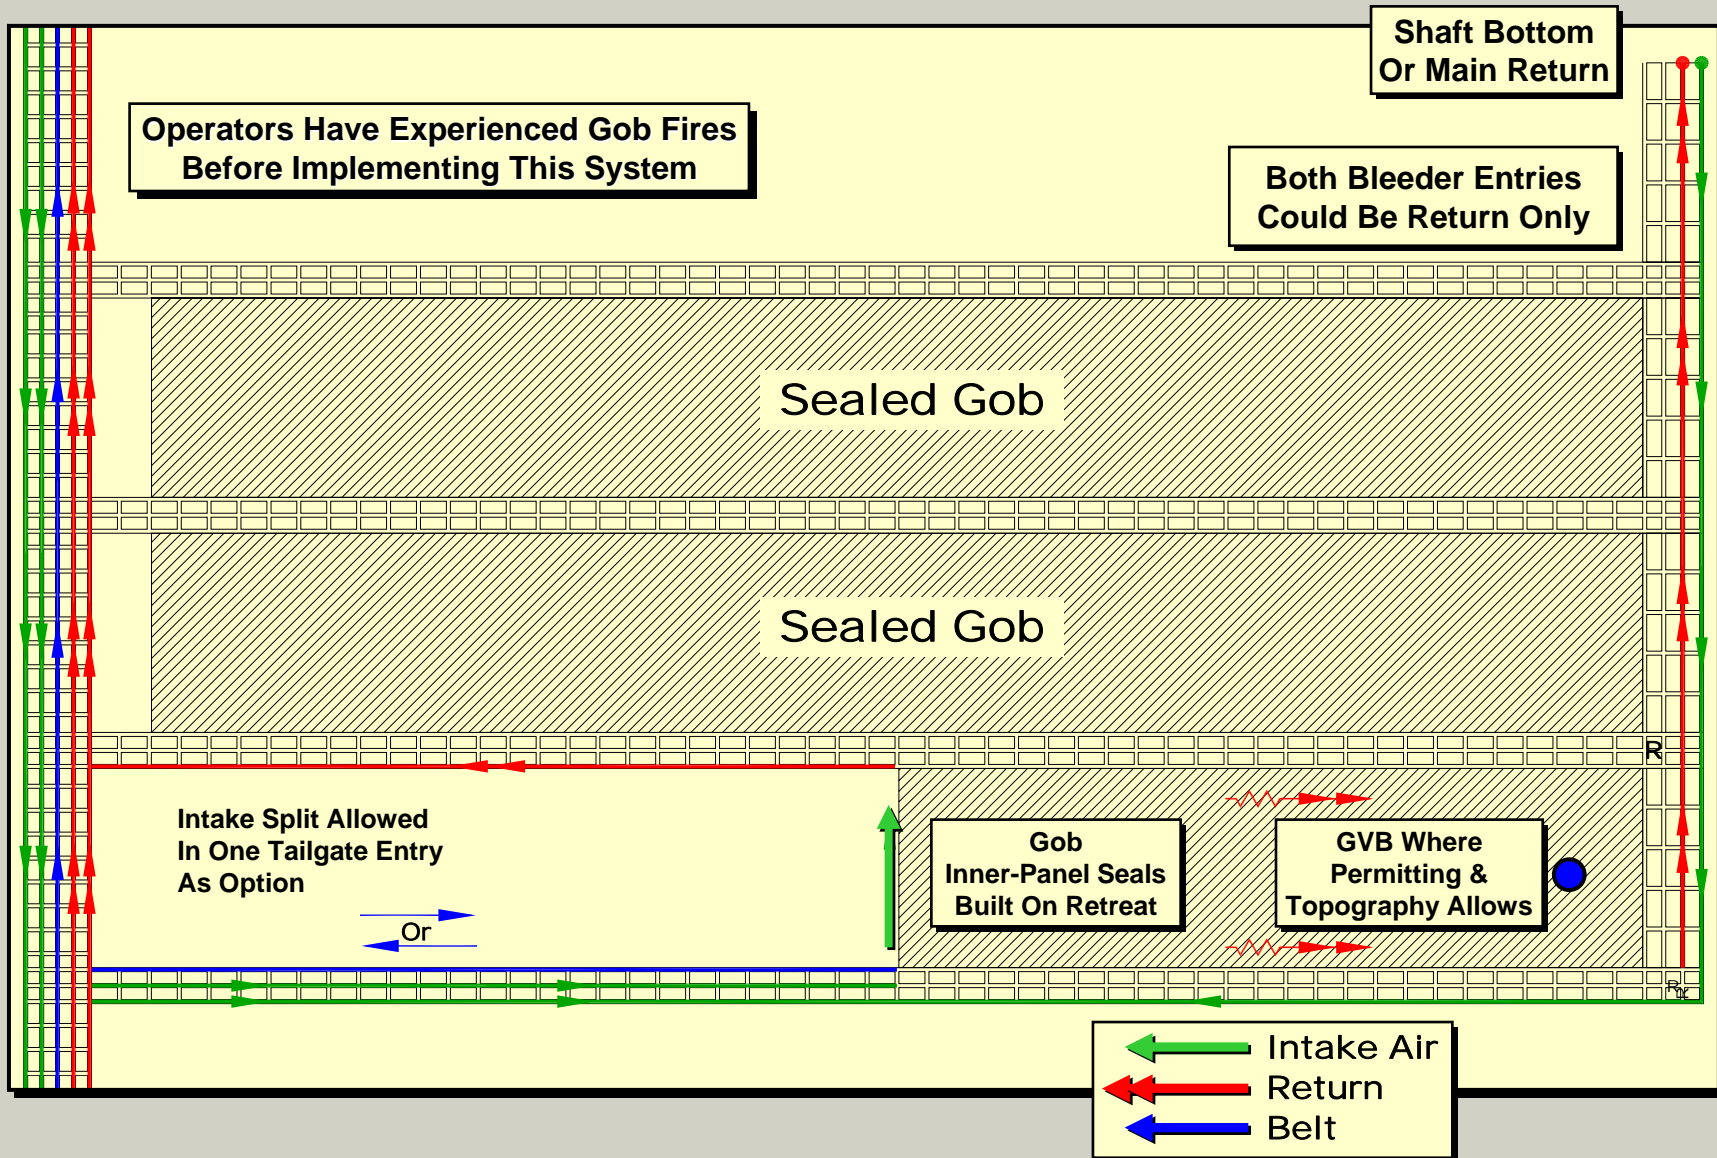 Shaft Bottom
Or Main Return
Operators Have Experienced Gob Fires
Before Implementing This System
Both Bleeder Entries
Could Be Return Only
Sealed Gob
Sealed Gob
R
Intake Split Allowed
In One Tailgate Entry
As Option
Or
Gob
Inner-Panel Seals
Built On Retreat
GVB Where
Permitting &
Topography Allows
R
R
Intake Air
Return
Belt